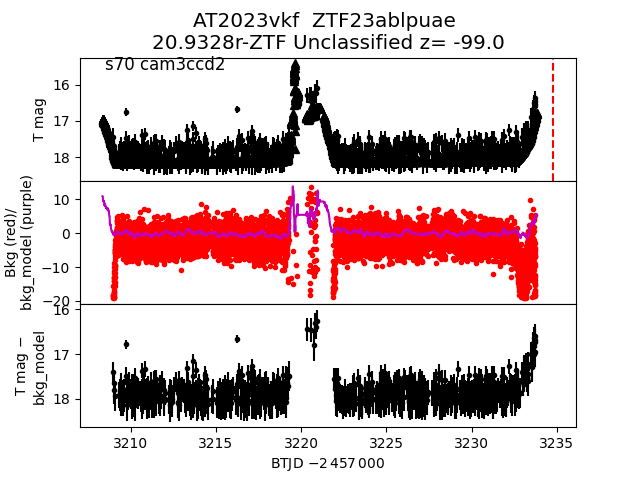 AT2023vkf  ZTF23ablpuae
20.9328r-ZTF Unclassified z= -99.0
s70 cam3ccd2
T mag
16
17
18
Bkg (red)/
bkg_model (purple)
10
0
−10
−20
T mag −
bkg_model
16
17
18
3210
3215
3220
3225
3230
3235
BTJD −2 457 000